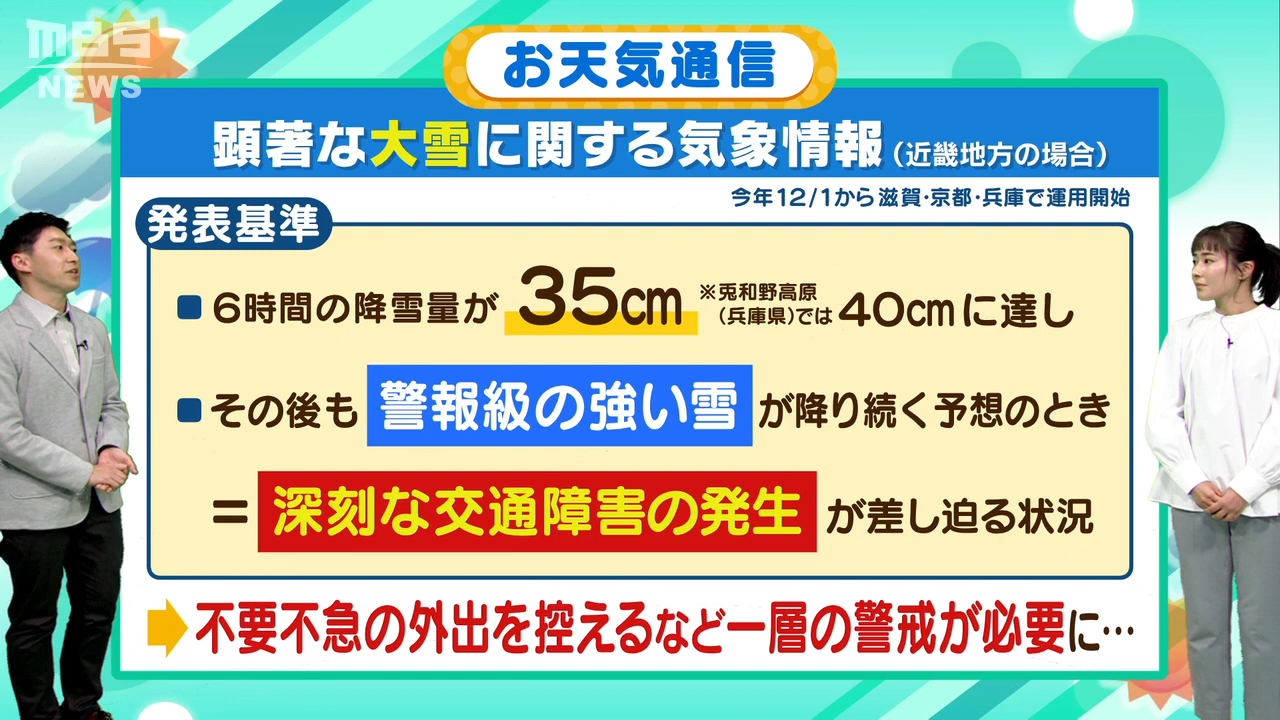 MBS
NEWS
お天気通信
顕著な大雪に関する気象情報(近畿地方の場合)
今年12/1から滋賀・京都・兵庫で運用開始
発表基準
■6時間の降雪量が 35cm ※兎和野高原(兵庫県)では 40cmに達し
■その後も 警報級の強い雪 が降り続く予想のとき
= 深刻な交通障害の発生 が差し迫る状況
不要不急の外出を控えるなど一層の警戒が必要に…